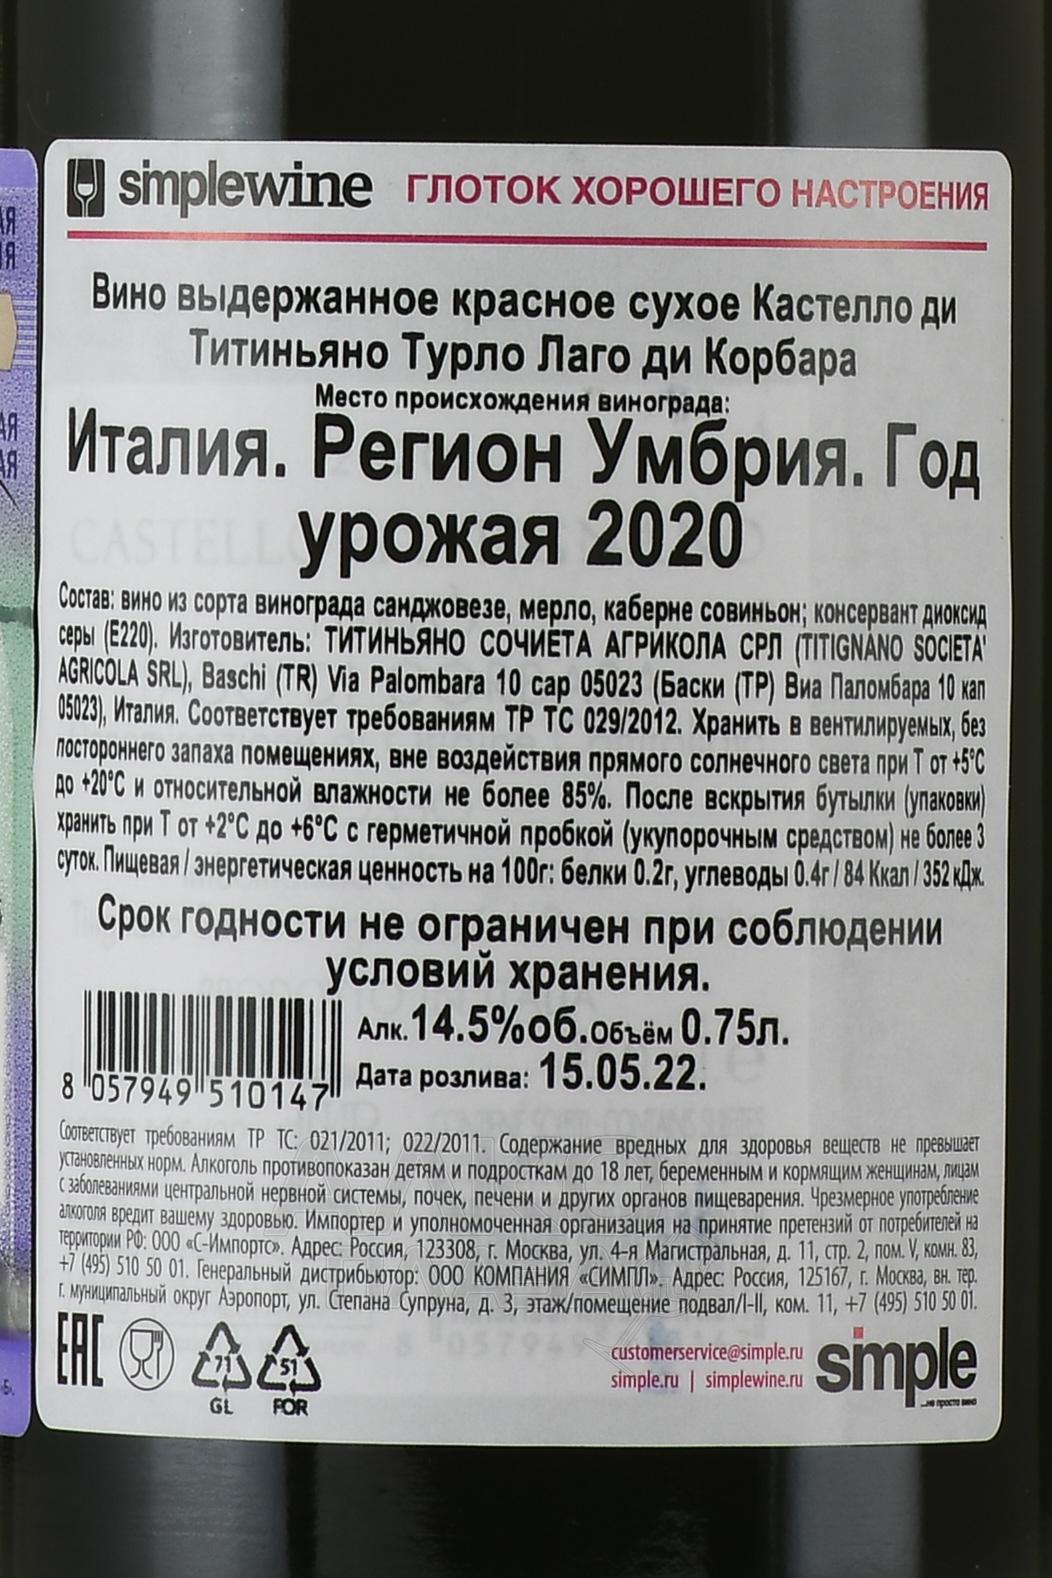 simplewine ГЛОТОК ХОРОШЕГО НАСТРОЕНИЯ
Вино выдержанное красное сухое Кастелло ди
Титиньяно Турло Лаго ди Корбара
Место происхождения винограда:
Италия. Регион Умбрия. Год
урожая 2020
Состав: вино из сорта винограда санджовезе, мерло, каберне совиньон; консервант диоксид
серы (Е220). Изготовитель: ТИТИНЬЯНО СОЧИЕТА АГРИКОЛА СРЛ (TITIGNANO SOCIETA'
AGRICOLA SRL), Baschi (TR) Via Palombara 10 cap 05023 (Баски (ТР) Виа Паломбара 10 кап
05023), Италия. Соответствует требованиям ТР ТС 029/2012. Хранить в вентилируемых, без
постороннего запаха помещениях, вне воздействия прямого солнечного света при Т от +5°С
до +20°С и относительной влажности не более 85%. После вскрытия бутылки (упаковки)
хранить при Т от +2°С до +6°С с герметичной пробкой (укупорочным средством) не более 3
суток. Пищевая / энергетическая ценность на 100г: белки 0.2г, углеводы 0.4г / 84 Ккал / 352 кДж.
Срок годности не ограничен при соблюдении
условий хранения.
Алк. 14.5%об. Объём 0.75л.
Дата розлива: 15.05.22.
8 057949 510147
Соответствует требованиям ТР ТС: 021/2011; 022/2011. Содержание вредных для здоровья веществ не превышает
установленных норм. Алкоголь противопоказан детям и подросткам до 18 лет, беременным и кормящим женщинам, лицам
с заболеваниями центральной нервной системы, почек, печени и других органов пищеварения. Чрезмерное употребление
алкоголя вредит вашему здоровью. Импортер и уполномоченная организация на принятие претензий от потребителей на
территории РФ: ООО «С-Импортс». Адрес: Россия, 123308, г. Москва, ул. 4-я Магистральная, д. 11, стр. 2, пом. V, комн. 83,
+7 (495) 510 50 01. Генеральный дистрибьютор: ООО КОМПАНИЯ «СИМПЛ». Адрес: Россия, 125167, г. Москва, вн. тер.
г. муниципальный округ Аэропорт, ул. Степана Супруна, д. 3, этаж/помещение подвал/I-II, ком. 11, +7 (495) 510 50 01.
EAC 71 51
GL FOR
customerservice@simple.ru
simple.ru | simplewine.ru
simple
...не просто вино